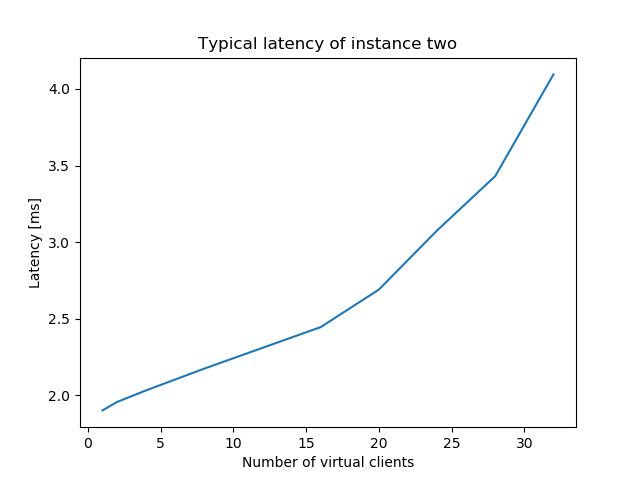 Typical latency of instance two
4.0
3.5
3.0
2.5
2.0
Latency [ms]
0 5 10 15 20 25 30
Number of virtual clients